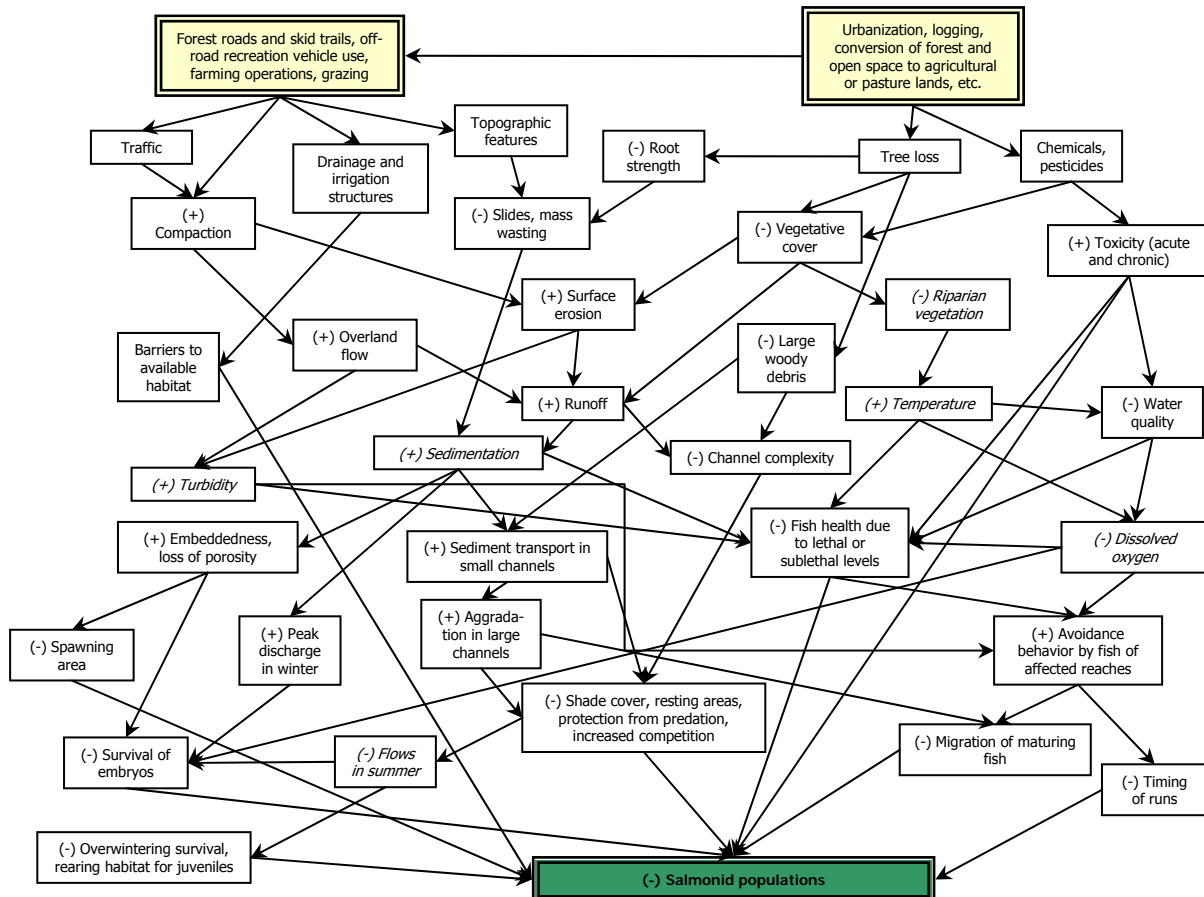 Forest roads and skid trails, off-
road recreation vehicle use,
farming operations, grazing
Urbanization, logging,
conversion of forest and
open space to agricultural
or pasture lands, etc.
Traffic
Drainage and
irrigation
structures
Topographic
features
(-) Root
strength
Tree loss
Chemicals,
pesticides
(+)
Compaction
(-) Slides, mass
wasting
(-) Vegetative
cover
(+) Toxicity (acute
and chronic)
(+) Surface
erosion
(-) Riparian
vegetation
Barriers to
available
habitat
(+) Overland
flow
(-) Large
woody
debris
(+) Runoff
(+) Temperature
(-) Water
quality
(+) Sedimentation
(-) Channel complexity
(+) Turbidity
(+) Embeddedness,
loss of porosity
(+) Sediment transport in
small channels
(-) Fish health due
to lethal or
sublethal levels
(-) Dissolved
oxygen
(-) Spawning
area
(+) Peak
discharge
in winter
(+) Aggrada-
tion in large
channels
(+) Avoidance
behavior by fish of
affected reaches
(-) Shade cover, resting areas,
protection from predation,
increased competition
(-) Survival of
embryos
(-) Flows
in summer
(-) Migration of maturing
fish
(-) Timing
of runs
(-) Overwintering survival,
rearing habitat for juveniles
(-) Salmonid populations